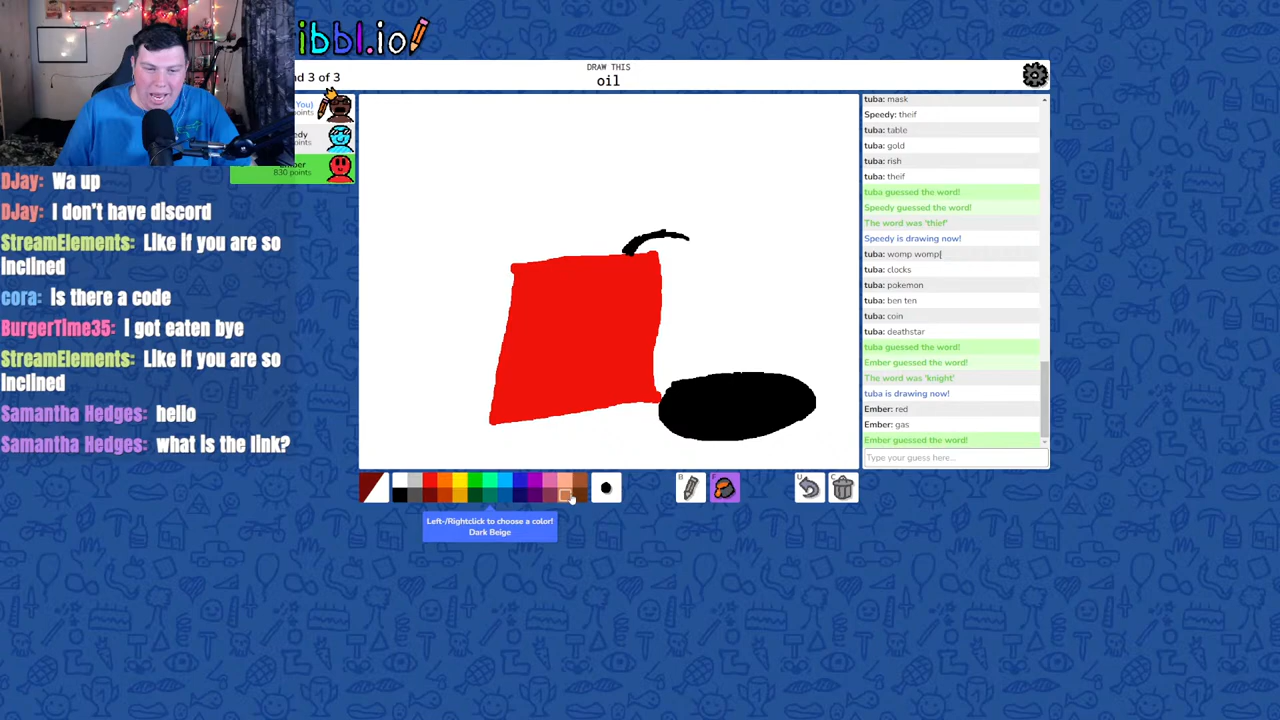 ibbl.io
DRAW THIS
oil
nd 3 of 3
You)
points
edy
points
Ember
830 points
DJay: Wa up
DJay: I don't have discord
StreamElements: Like if you are so
inclined
cora: Is there a code
BurgerTime35: I got eaten bye
StreamElements: Like if you are so
inclined
Samantha Hedges: hello
Samantha Hedges: what is the link?
tuba: mask
Speedy: theif
tuba: table
tuba: gold
tuba: rish
tuba: theif
tuba guessed the word!
Speedy guessed the word!
The word was 'thief'
Speedy is drawing now!
tuba: womp womp[
tuba: clocks
tuba: pokemon
tuba: ben ten
tuba: coin
tuba: deathstar
tuba guessed the word!
Ember guessed the word!
The word was 'knight'
tuba is drawing now!
Ember: red
Ember: gas
Ember guessed the word!
Type your guess here...
B
F
U
C
Left-/Rightclick to choose a color!
Dark Beige